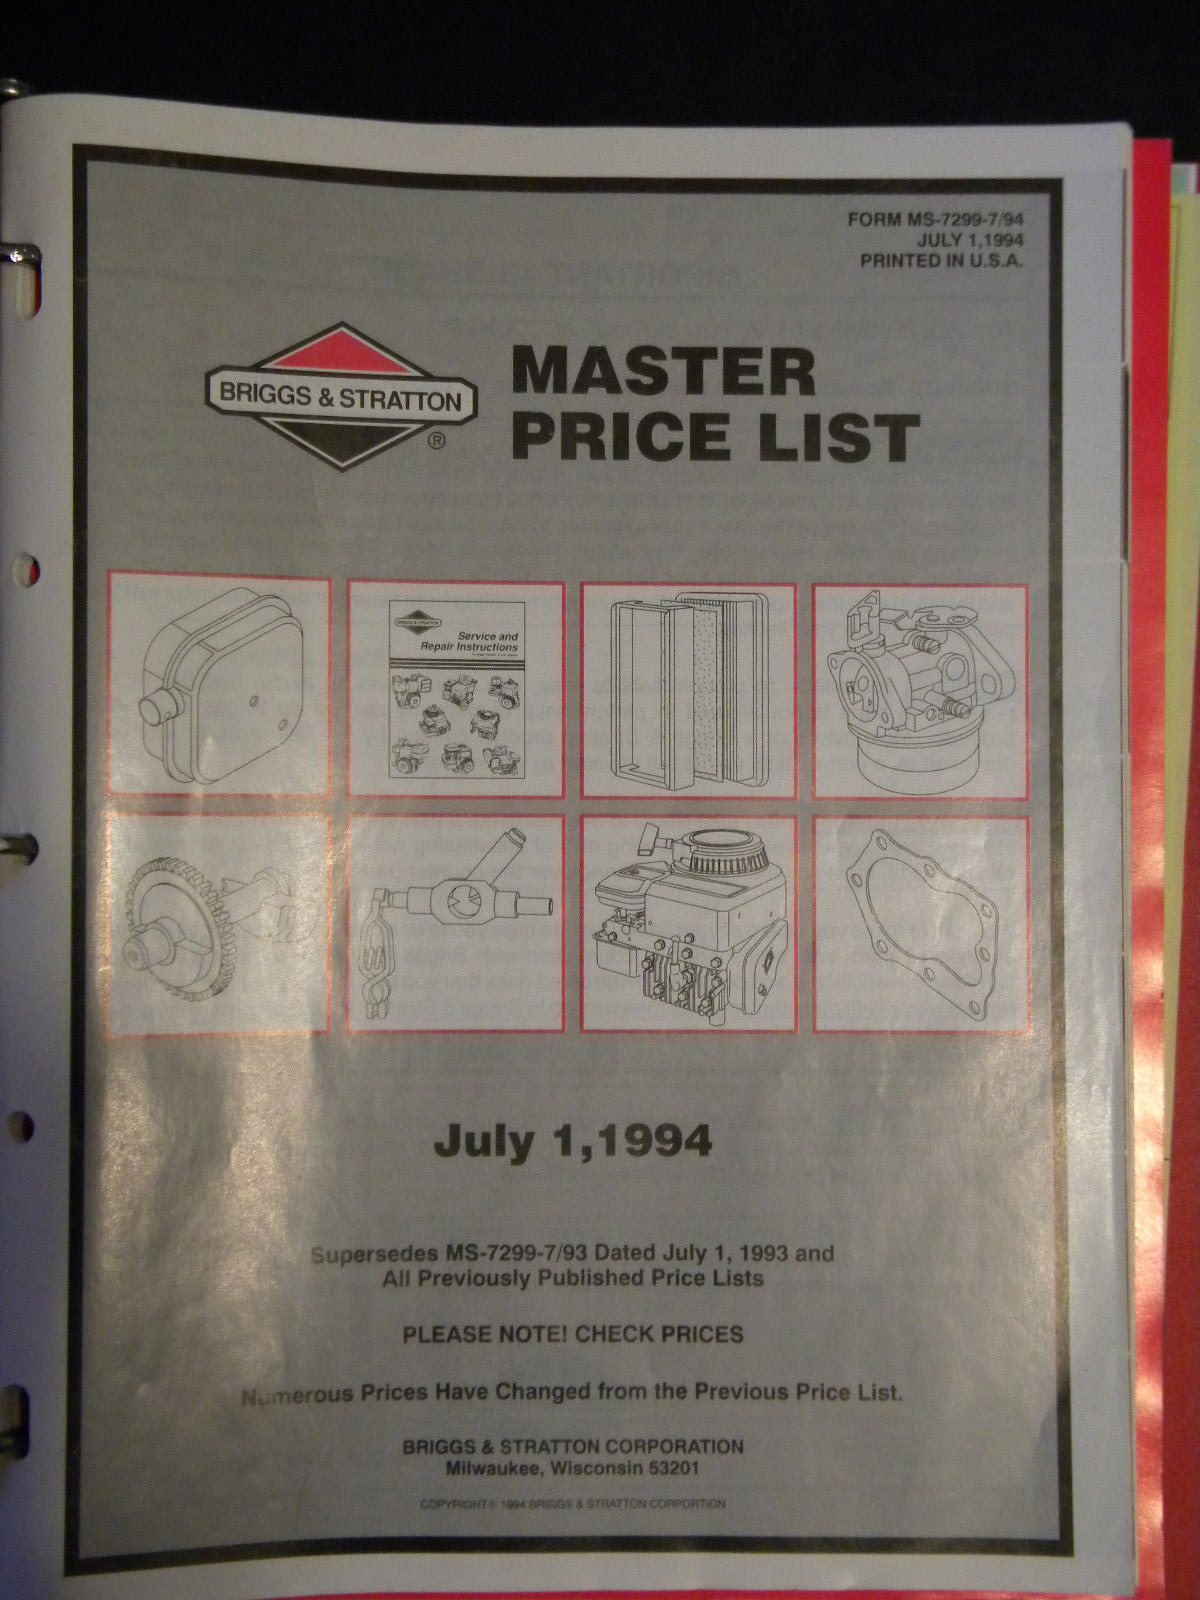 FORM MS-7299-7/94
JULY 1,1994
PRINTED IN U.S.A.
BRIGGS & STRATTON
®
MASTER
PRICE LIST
BRIGGS & STRATTON
Service and
Repair Instructions
July 1,1994
Supersedes MS-7299-7/93 Dated July 1, 1993 and
All Previously Published Price Lists
PLEASE NOTE! CHECK PRICES
Numerous Prices Have Changed from the Previous Price List.
BRIGGS & STRATTON CORPORATION
Milwaukee, Wisconsin 53201
COPYRIGHT © 1994 BRIGGS & STRATTON CORPORTION